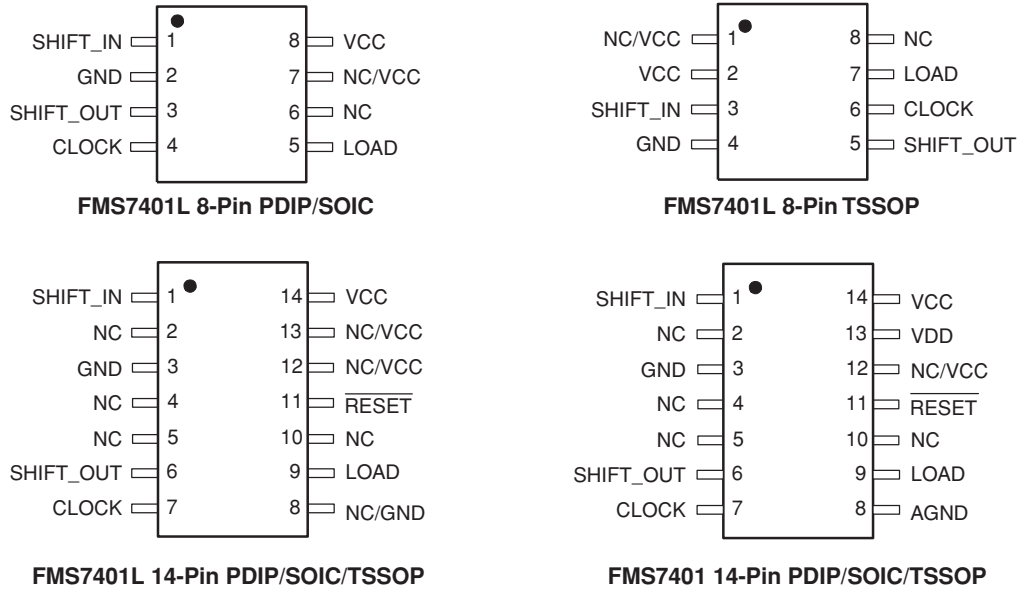 SHIFT_IN 1 8 VCC
GND 2 7 NC/VCC
SHIFT_OUT 3 6 NC
CLOCK 4 5 LOAD
FMS7401L 8-Pin PDIP/SOIC
NC/VCC 1 8 NC
VCC 2 7 LOAD
SHIFT_IN 3 6 CLOCK
GND 4 5 SHIFT_OUT
FMS7401L 8-Pin TSSOP
SHIFT_IN 1 14 VCC
NC 2 13 NC/VCC
GND 3 12 NC/VCC
NC 4 11 RESET
NC 5 10 NC
SHIFT_OUT 6 9 LOAD
CLOCK 7 8 NC/GND
FMS7401L 14-Pin PDIP/SOIC/TSSOP
SHIFT_IN 1 14 VCC
NC 2 13 VDD
GND 3 12 NC/VCC
NC 4 11 RESET
NC 5 10 NC
SHIFT_OUT 6 9 LOAD
CLOCK 7 8 AGND
FMS7401 14-Pin PDIP/SOIC/TSSOP